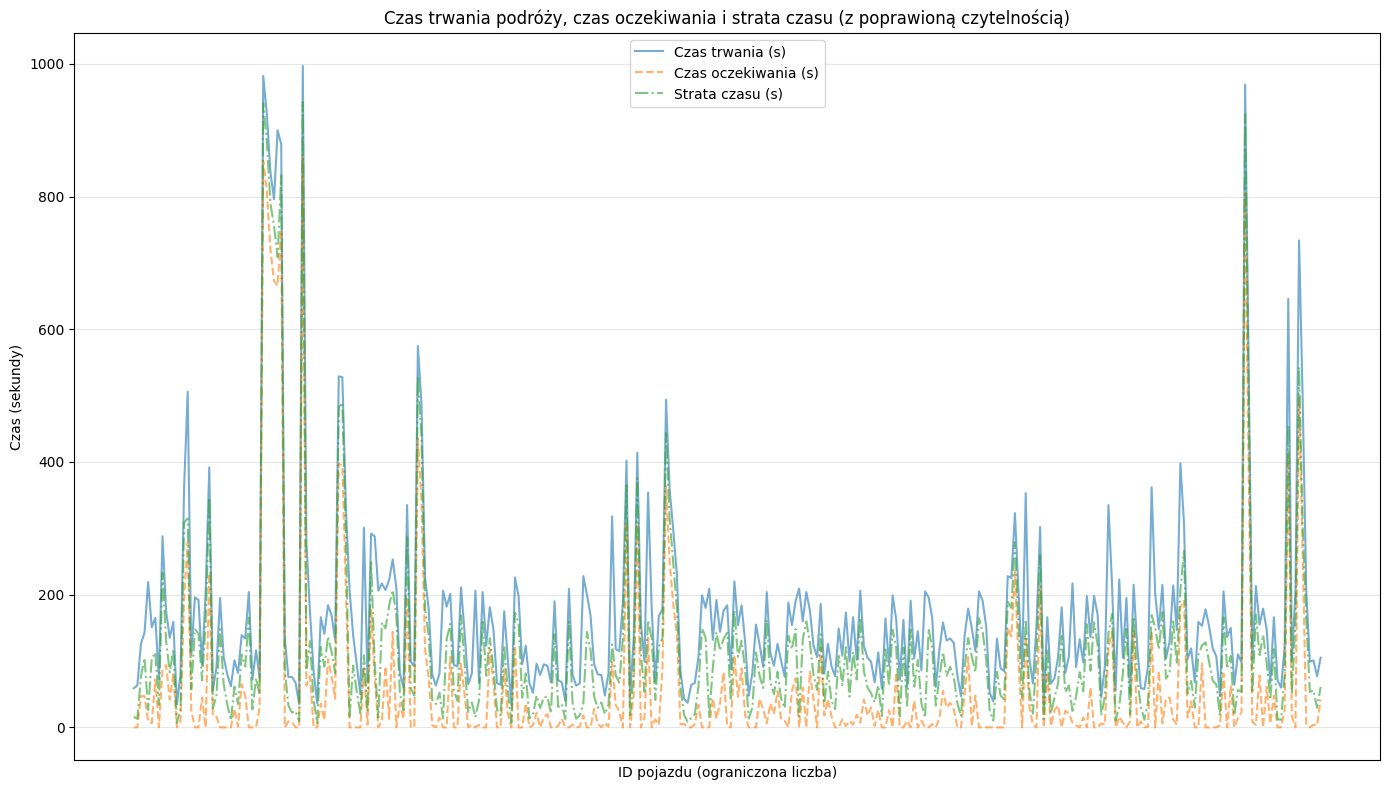 Czas trwania podróży, czas oczekiwania i strata czasu (z poprawioną czytelnością)
Czas trwania (s)
Czas oczekiwania (s)
Strata czasu (s)
1000
800
600
400
200
0
Czas (sekundy)
ID pojazdu (ograniczona liczba)